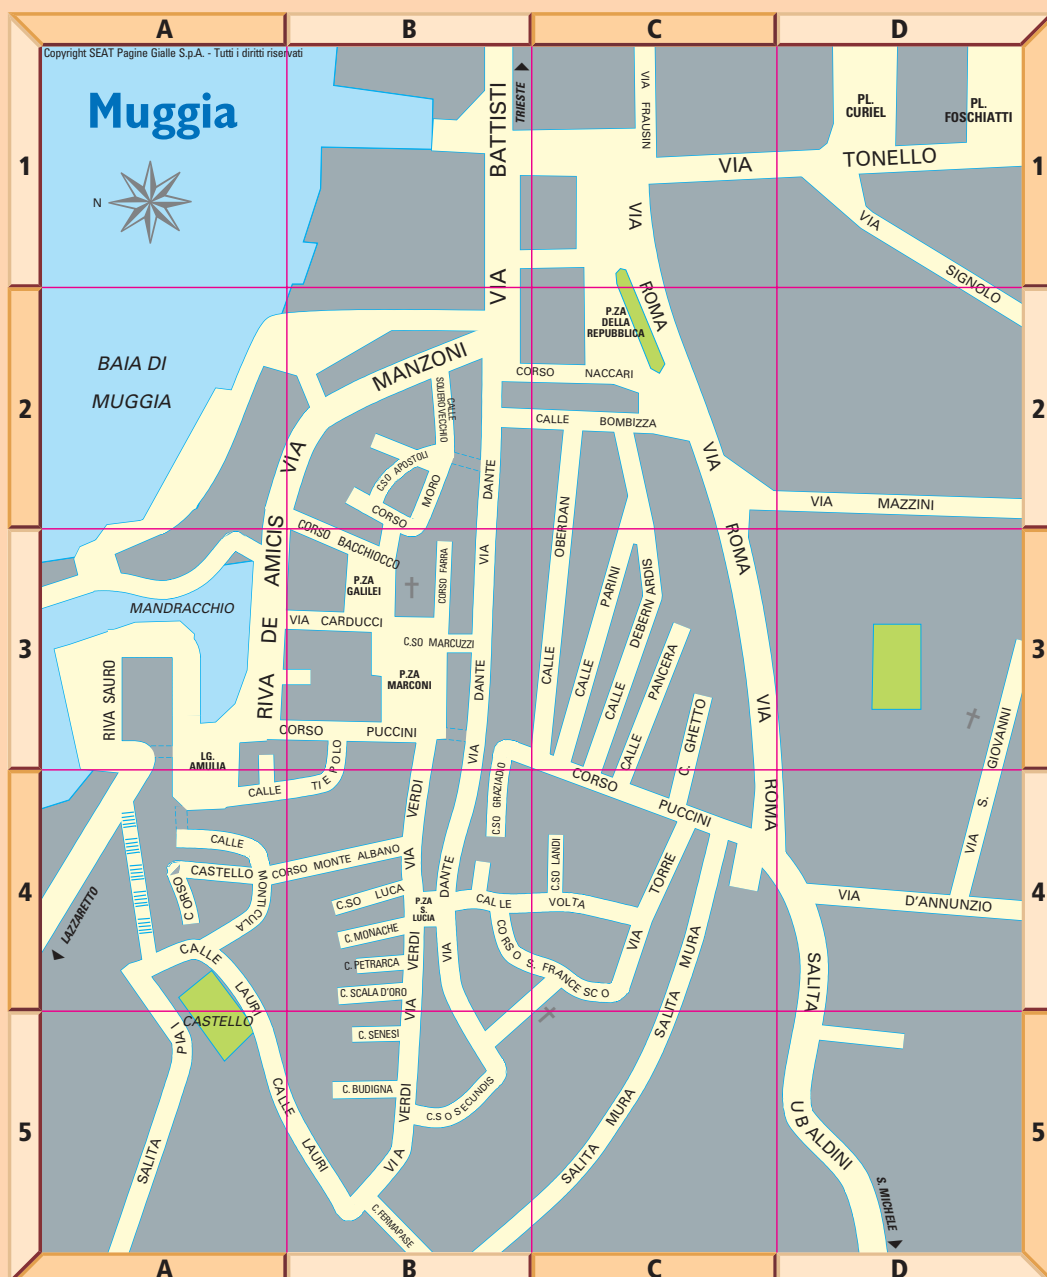 A
B
C
D
Copyright SEAT Pagine Gialle S.p.A. - Tutti i diritti riservati
Muggia
N
1
1
VIA BATTISTI
TRIESTE
VIA FRAUSIN
PL.
CURIEL
PL.
FOSCHIATTI
VIA TONELLO
VIA SIGNOLO
VIA ROMA
P.ZA
DELLA
REPUBBLICA
2
2
BAIA DI
MUGGIA
VIA MANZONI
CALLE
SQUERO VECCHIO
CORSO NACCARI
CALLE BOMBIZZA
VIA ROMA
VIA MAZZINI
C.SO APOSTOLI
CORSO MORO
VIA DANTE
CALLE OBERDAN
CORSO BACCHIOCCO
RIVA DE AMICIS
3
3
MANDRACCHIO
P.ZA
GALILEI
CORSO FARRA
VIA CARDUCCI
C.SO MARCUZZI
P.ZA
MARCONI
VIA DANTE
CALLE PARINI
CALLE DEBERN ARDIS
CALLE PANCERA
C. GHETTO
VIA ROMA
VIA S. GIOVANNI
RIVA SAURO
LG.
AMULIA
CORSO PUCCINI
CALLE TIEPOLO
CORSO PUCCINI
C.SO GRAZIADIO
4
4
LAZZARETTO
CALLE
CASTELLO
CORSO
MONTICULA
CORSO MONTE ALBANO
VIA VERDI
C.SO LUCA
P.ZA
S.
LUCIA
C. MONACHE
C. PETRARCA
C. SCALA D'ORO
VIA DANTE
CALLE VOLTA
C.SO LANDI
CORSO S. FRANCESCO
VIA TORRE
SALITA MURA
VIA D'ANNUNZIO
SALITA UBALDINI
CALLE LAURI
CASTELLO
5
5
SALITA PIAI
CALLE LAURI
C. SENESI
C. BUDIGNA
VIA VERDI
VIA VERDI
C.SO SECUNDIS
C. FERMAPASE
SALITA MURA
S. MICHELE
A
B
C
D